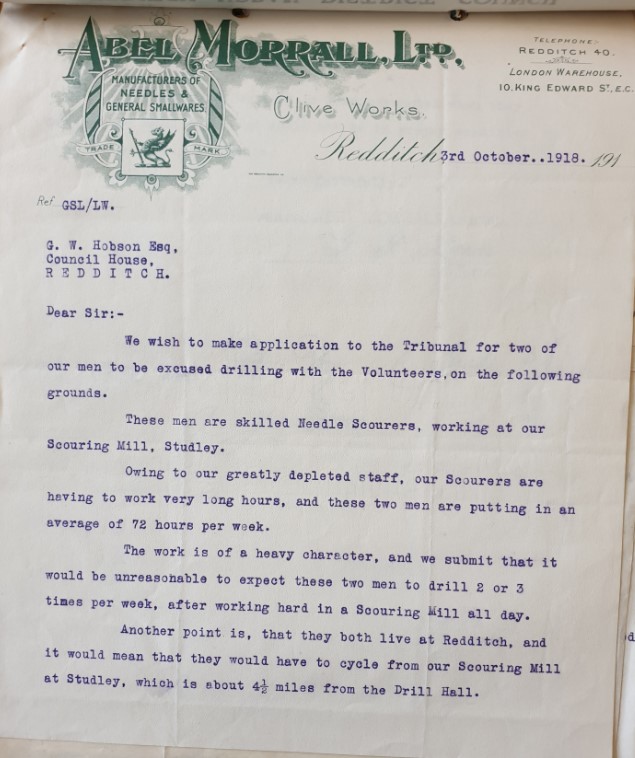 ABEL MORRALL, LTD.
MANUFACTURERS OF
NEEDLES &
GENERAL SMALLWARES
TRADE MARK
Clive Works.
TELEPHONE:
REDDITCH 40.
LONDON WAREHOUSE,
10. KING EDWARD ST, E.C.
Redditch 3rd October..1918. 191
Ref. GSL/LW.
G. W. Hobson Esq,
Council House,
R E D D I T C H.
Dear Sir:-
We wish to make application to the Tribunal for two of
our men to be excused drilling with the Volunteers,on the following
grounds.
These men are skilled Needle Scourers, working at our
Scouring Mill, Studley.
Owing to our greatly depleted staff, our Scourers are
having to work very long hours, and these two men are putting in an
average of 72 hours per week.
The work is of a heavy character, and we submit that it
would be unreasonable to expect these two men to drill 2 or 3
times per week, after working hard in a Scouring Mill all day.
Another point is, that they both live at Redditch, and
it would mean that they would have to cycle from our Scouring Mill
at Studley, which is about 4½ miles from the Drill Hall.